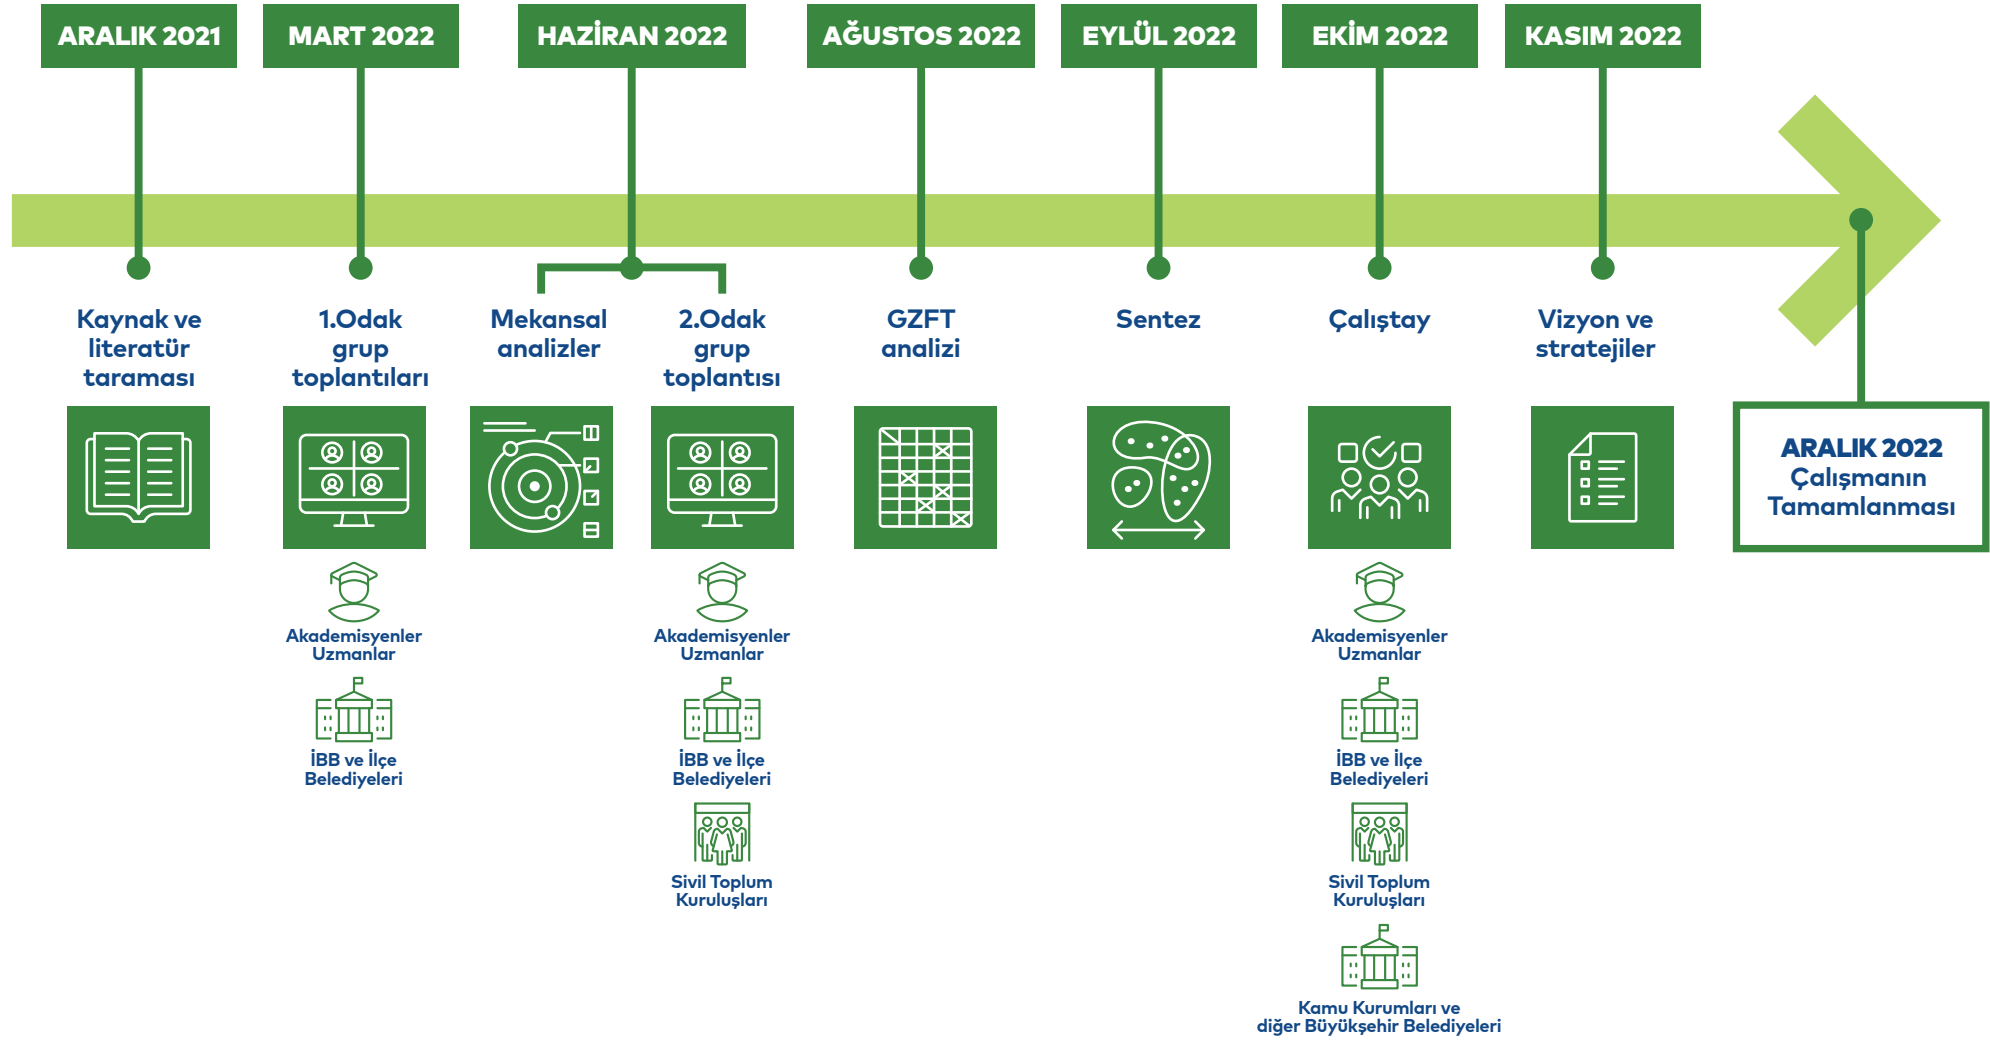 ARALIK 2021
MART 2022
HAZİRAN 2022
AĞUSTOS 2022
EYLÜL 2022
EKİM 2022
KASIM 2022
Kaynak ve
literatür
taraması
1.Odak
grup
toplantıları
Mekansal
analizler
2.Odak
grup
toplantısı
GZFT
analizi
Sentez
Çalıştay
Vizyon ve
stratejiler
ARALIK 2022
Çalışmanın
Tamamlanması
Akademisyenler
Uzmanlar
İBB ve İlçe
Belediyeleri
Akademisyenler
Uzmanlar
İBB ve İlçe
Belediyeleri
Sivil Toplum
Kuruluşları
Akademisyenler
Uzmanlar
İBB ve İlçe
Belediyeleri
Sivil Toplum
Kuruluşları
Kamu Kurumları ve
diğer Büyükşehir Belediyeleri